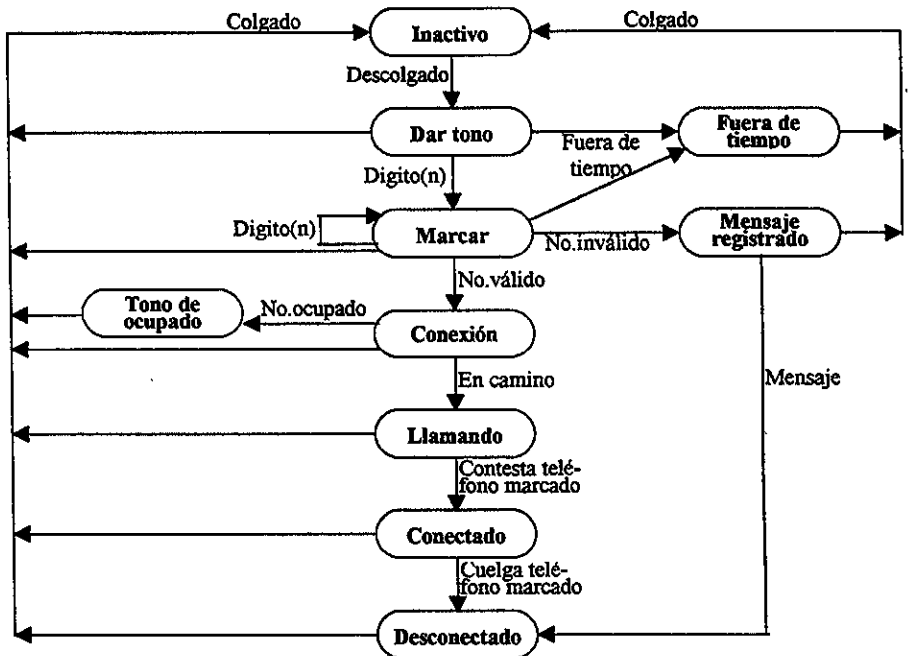 Colgado
Inactivo
Colgado
Descolgado
Dar tono
Fuera de
tiempo
Fuera de
tiempo
Digito(n)
Digito(n)
Marcar
No.inválido
Mensaje
registrado
No.válido
Tono de
ocupado
No.ocupado
Conexión
En camino
Mensaje
Llamando
Contesta telé-
fono marcado
Conectado
Cuelga telé-
fono marcado
Desconectado